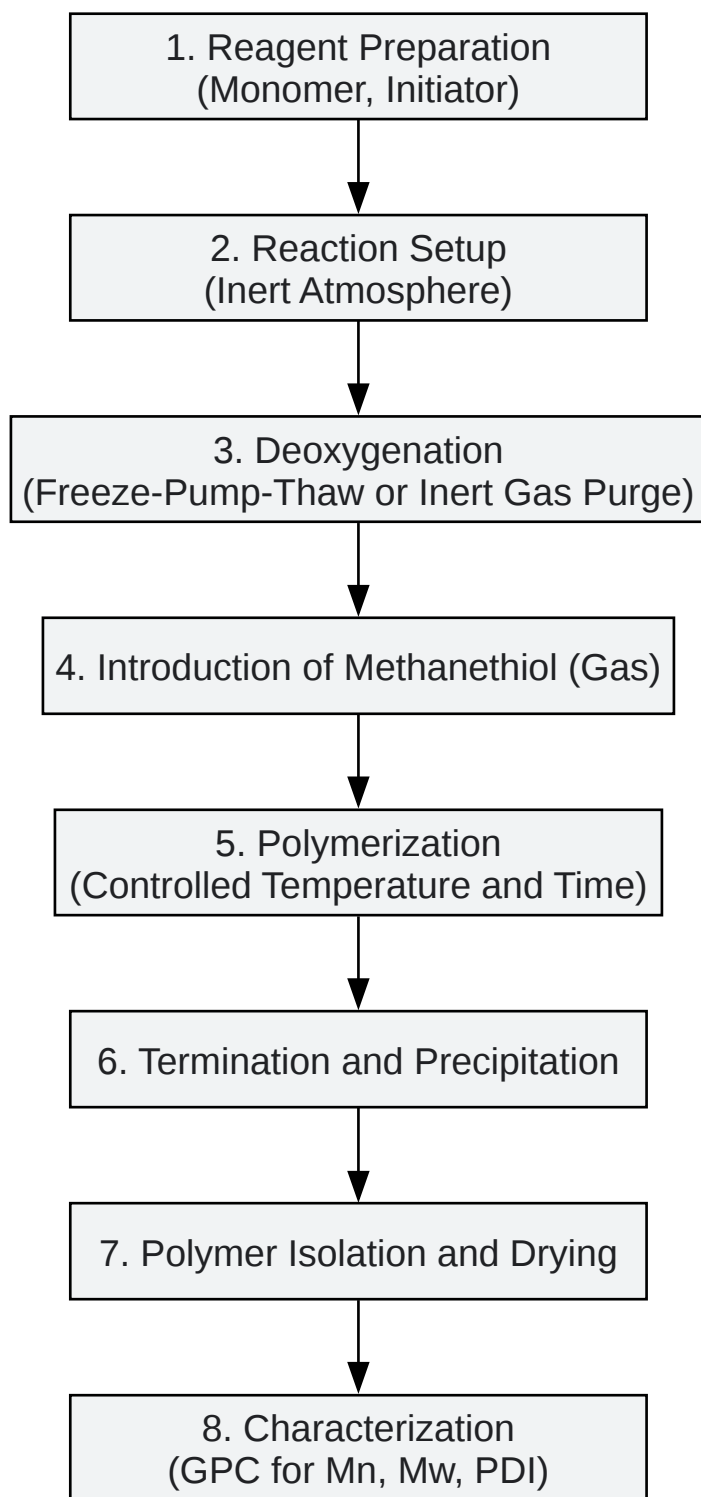 1. Reagent Preparation
(Monomer, Initiator)
2. Reaction Setup
(Inert Atmosphere)
3. Deoxygenation
(Freeze-Pump-Thaw or Inert Gas Purge)
4. Introduction of Methanethiol (Gas)
5. Polymerization
(Controlled Temperature and Time)
6. Termination and Precipitation
7. Polymer Isolation and Drying
8. Characterization
(GPC for Mn, Mw, PDI)